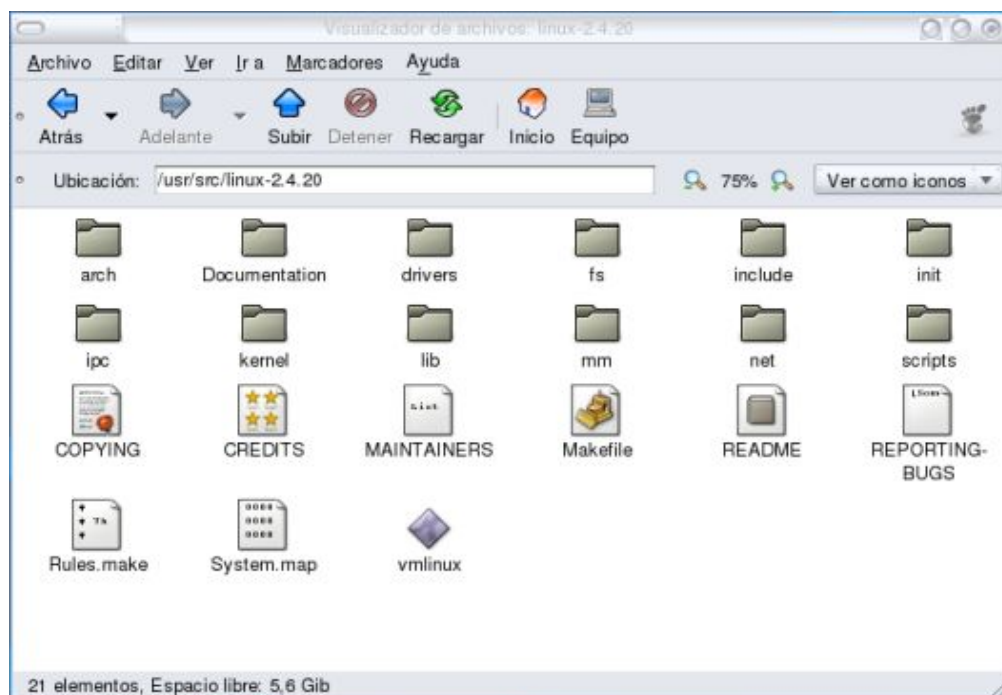 Visualizador de archivos: linux-2.4.20
Archivo Editar Ver Ir a Marcadores Ayuda
Atrás Adelante Subir Detener Recargar Inicio Equipo
Ubicación: /usr/src/linux-2.4.20 75% Ver como iconos
arch Documentation drivers fs include init
ipc kernel lib mm net scripts
COPYING CREDITS MAINTAINERS Makefile README REPORTING-
BUGS
Rules.make System.map vmlinux
21 elementos, Espacio libre: 5,6 Gib